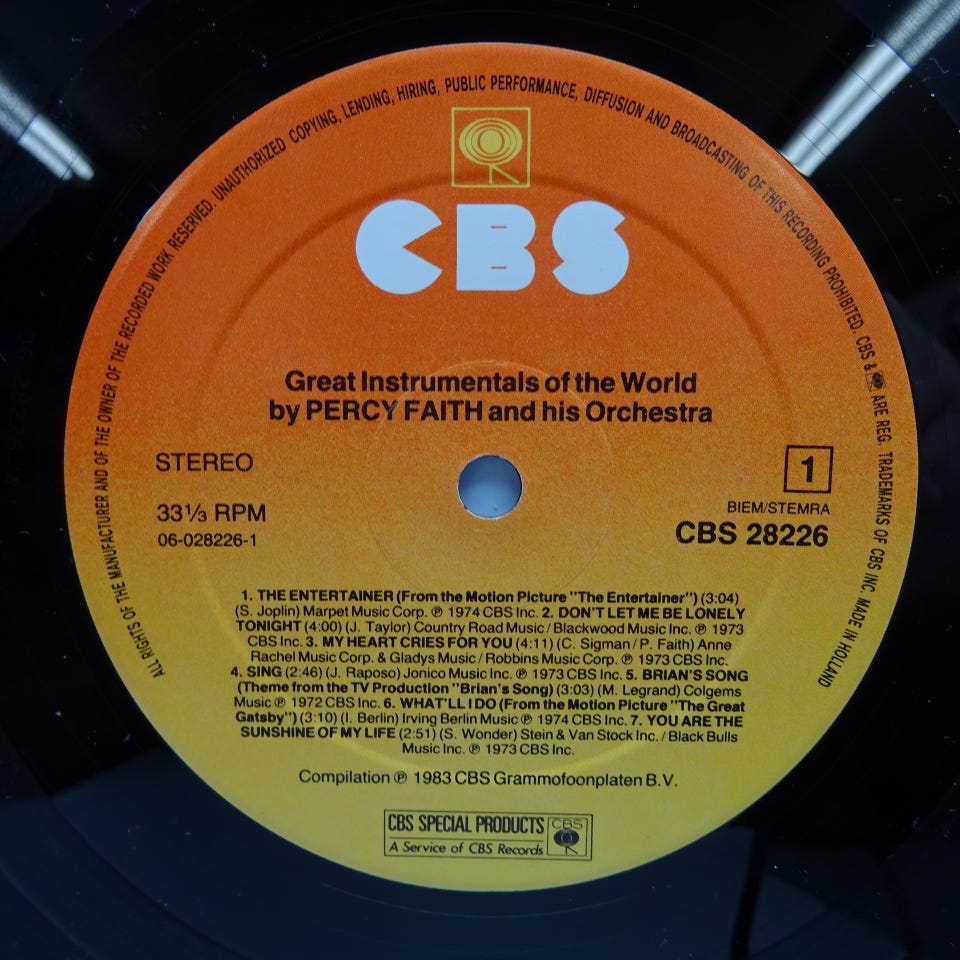 ALL RIGHTS OF THE MANUFACTURER AND OF THE OWNER OF THE RECORDED WORK RESERVED. UNAUTHORIZED COPYING, LENDING, HIRING, PUBLIC PERFORMANCE, DIFFUSION AND BROADCASTING OF THIS RECORDING PROHIBITED. CBS & ARE REG. TRADEMARKS OF CBS INC. MADE IN HOLLAND
CBS
Great Instrumentals of the World
by PERCY FAITH and his Orchestra
STEREO
1
33⅓ RPM
BIEM/STEMRA
06-028226-1
CBS 28226
1. THE ENTERTAINER (From the Motion Picture "The Entertainer") (3:04)
(S. Joplin) Marpet Music Corp. ℗ 1974 CBS Inc. 2. DON'T LET ME BE LONELY
TONIGHT (4:00) (J. Taylor) Country Road Music / Blackwood Music Inc. ℗ 1973
CBS Inc. 3. MY HEART CRIES FOR YOU (4:11) (C. Sigman / P. Faith) Anne
Rachel Music Corp. & Gladys Music / Robbins Music Corp. ℗ 1973 CBS Inc.
4. SING (2:46) (J. Raposo) Jonico Music Inc. ℗ 1973 CBS Inc. 5. BRIAN'S SONG
(Theme from the TV Production "Brian's Song) (3:03) (M. Legrand) Colgems
Music ℗ 1972 CBS Inc. 6. WHAT'LL I DO (From the Motion Picture "The Great
Gatsby") (3:10) (I. Berlin) Irving Berlin Music ℗ 1974 CBS Inc. 7. YOU ARE THE
SUNSHINE OF MY LIFE (2:51) (S. Wonder) Stein & Van Stock Inc. / Black Bulls
Music Inc. ℗ 1973 CBS Inc.
Compilation ℗ 1983 CBS Grammofoonplaten B.V.
CBS SPECIAL PRODUCTS
CBS
A Service of CBS Records